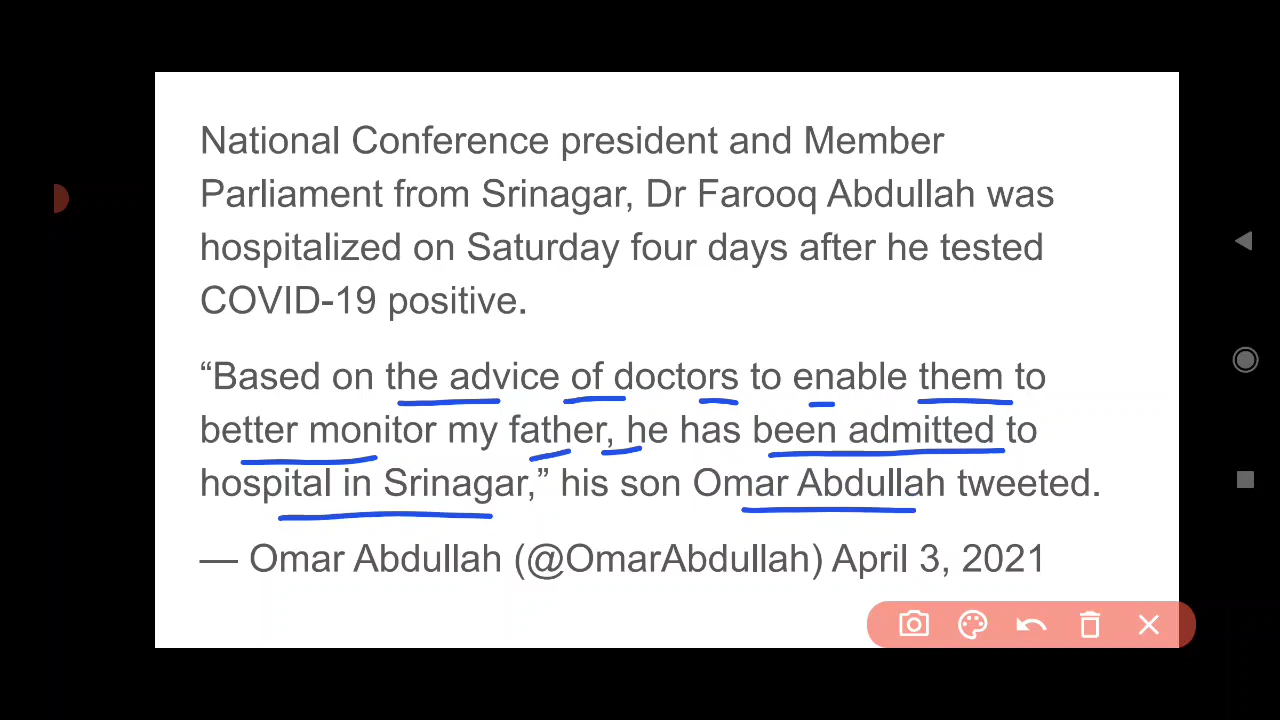 National Conference president and Member
Parliament from Srinagar, Dr Farooq Abdullah was
hospitalized on Saturday four days after he tested
COVID-19 positive.
“Based on the advice of doctors to enable them to
better monitor my father, he has been admitted to
hospital in Srinagar,” his son Omar Abdullah tweeted.
— Omar Abdullah (@OmarAbdullah) April 3, 2021